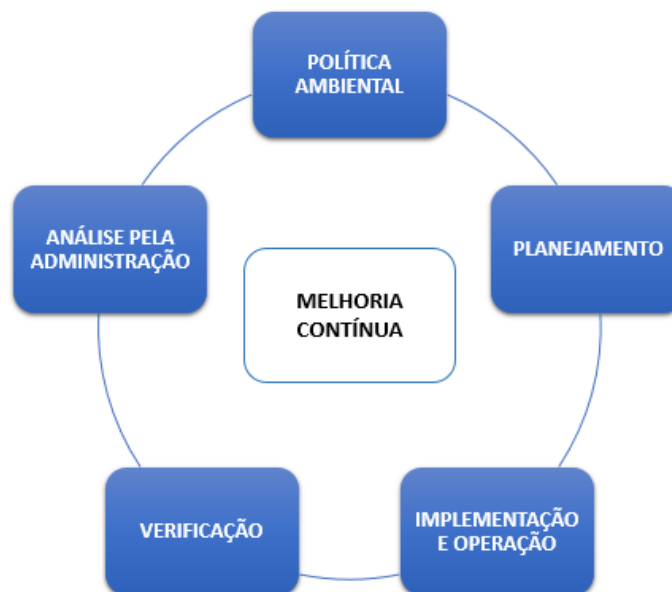 POLÍTICA
AMBIENTAL
PLANEJAMENTO
IMPLEMENTAÇÃO
E OPERAÇÃO
VERIFICAÇÃO
ANÁLISE PELA
ADMINISTRAÇÃO
MELHORIA
CONTÍNUA